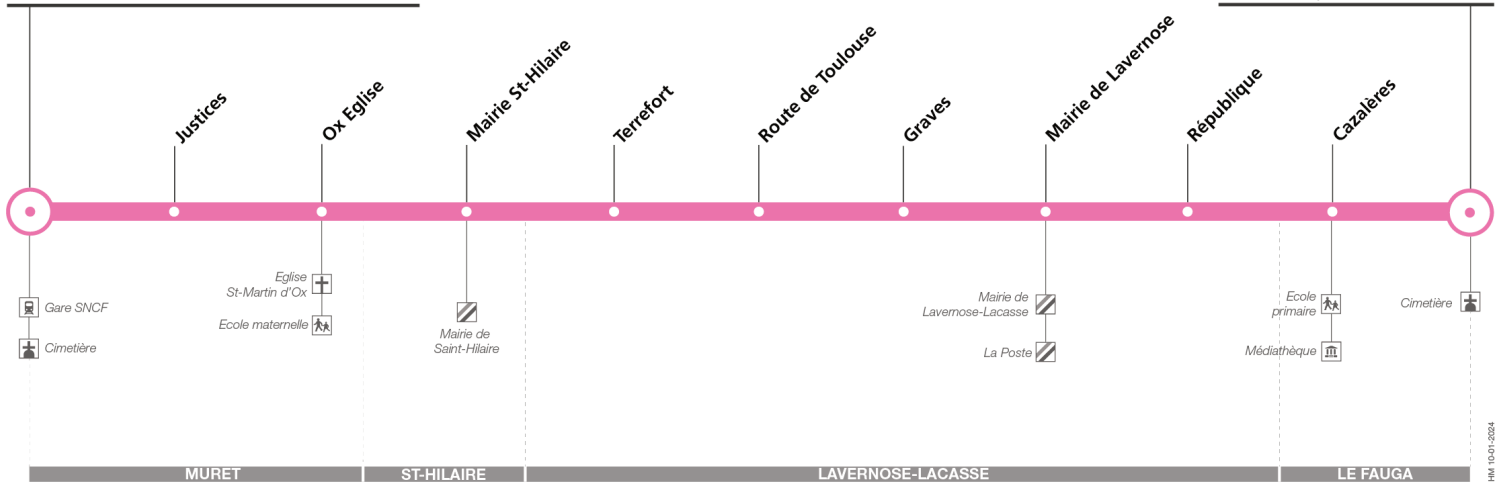 Justices
Ox Eglise
Mairie St-Hilaire
Terrefort
Route de Toulouse
Graves
Mairie de Lavernose
République
Cazalères
Gare SNCF
Cimetière
Eglise
St-Martin d'Ox
Ecole maternelle
Mairie de
Saint-Hilaire
Mairie de
Lavernose-Lacasse
La Poste
Ecole
primaire
Médiathèque
Cimetière
MURET
ST-HILAIRE
LAVERNOSE-LACASSE
LE FAUGA
HM 10-01-2024